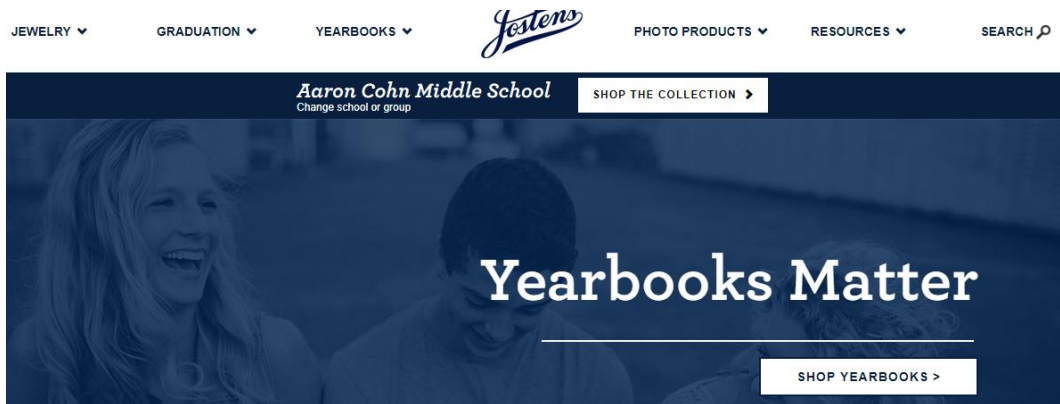 JEWELRY
GRADUATION
YEARBOOKS
Jostens
PHOTO PRODUCTS
RESOURCES
SEARCH
Aaron Cohn Middle School
Change school or group
SHOP THE COLLECTION >
Yearbooks Matter
SHOP YEARBOOKS >